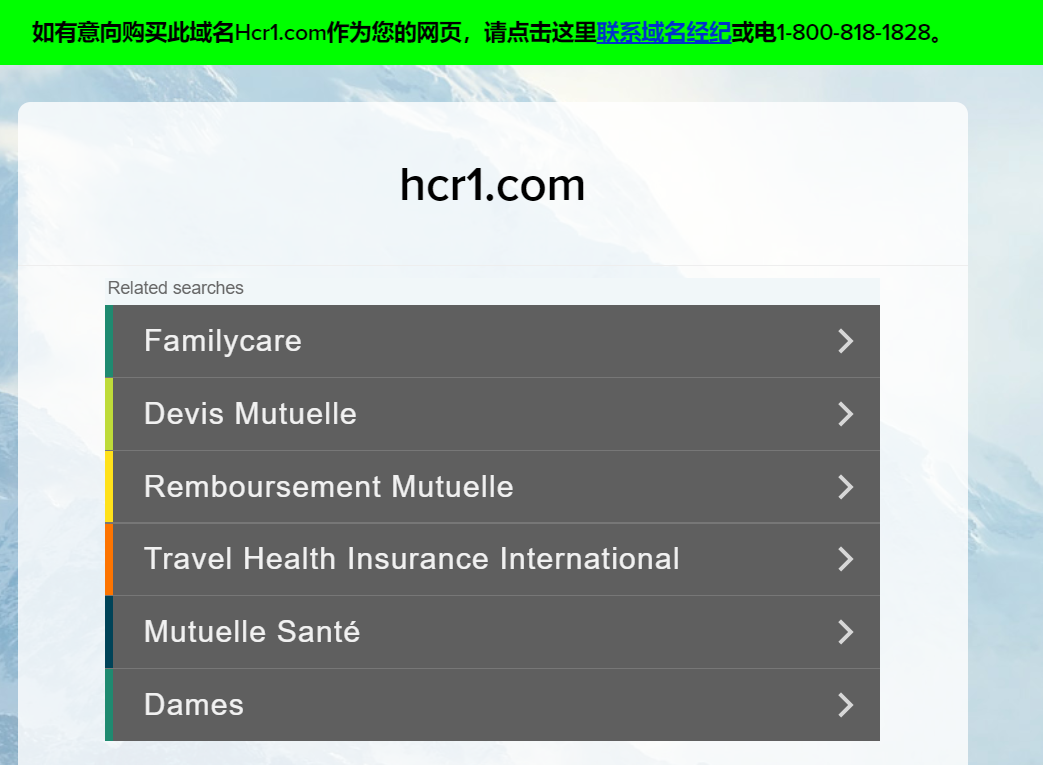 如有意向购买此域名Hcr1.com作为您的网页，请点击这里联系域名经纪或电1-800-818-1828。
hcr1.com
Related searches
Familycare
Devis Mutuelle
Remboursement Mutuelle
Travel Health Insurance International
Mutuelle Santé
Dames